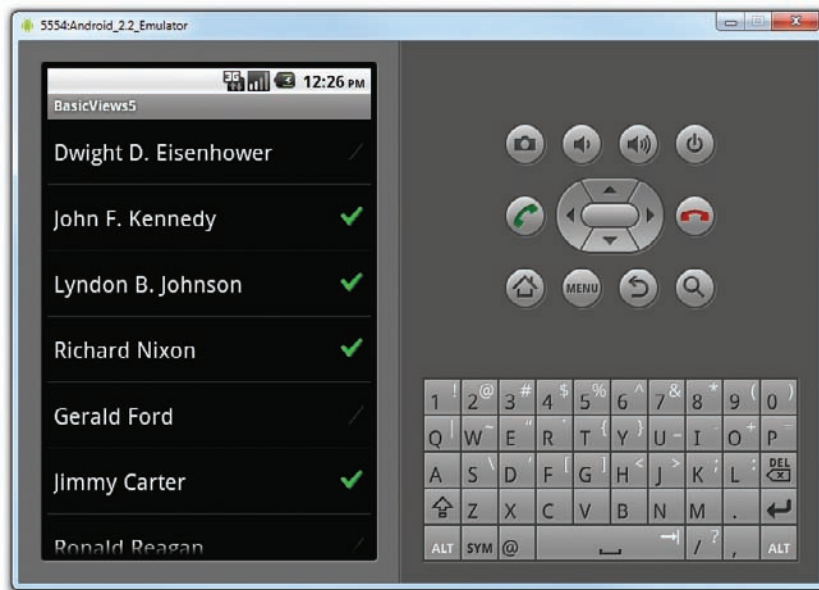 5554:Android_2.2_Emulator
3G 12:26 PM
BasicViews5
Dwight D. Eisenhower
John F. Kennedy
Lyndon B. Johnson
Richard Nixon
Gerald Ford
Jimmy Carter
Ronald Reagan
MENU
1 ! 2 @ 3 # 4 $ 5 % 6 ^ 7 & 8 * 9 ( 0 )
Q | W ~ E " R ` T { Y } U _ I - O + P =
A S \ D ' F [ G ] H < J > K ; L : DEL
Z X C V B N M .
ALT SYM @ / ? , ALT